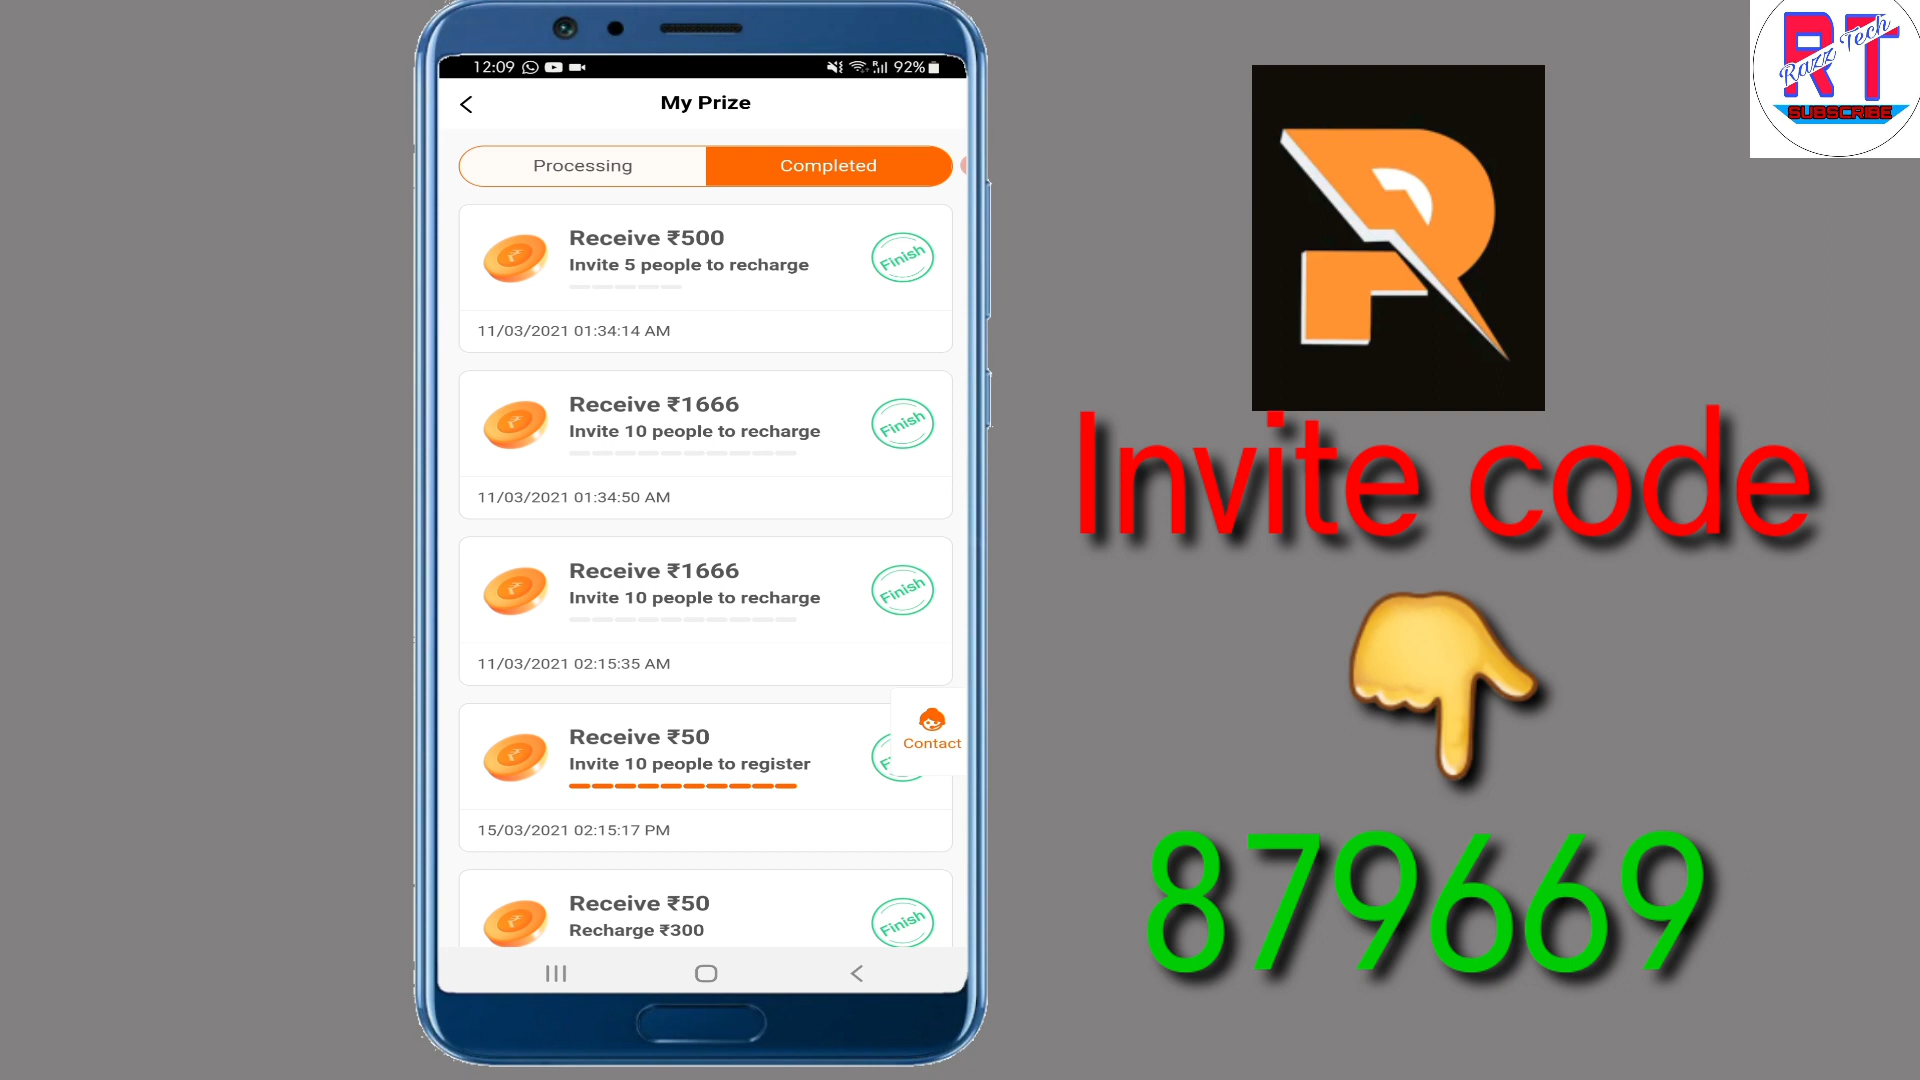 12:09
92%
My Prize
Processing
Completed
Receive ₹500
Invite 5 people to recharge
Finish
11/03/2021 01:34:14 AM
Receive ₹1666
Invite 10 people to recharge
Finish
11/03/2021 01:34:50 AM
Receive ₹1666
Invite 10 people to recharge
Finish
11/03/2021 02:15:35 AM
Receive ₹50
Invite 10 people to register
Contact
15/03/2021 02:15:17 PM
Receive ₹50
Recharge ₹300
Finish
RT
Razz Tech
SUBSCRIBE
Invite code
879669